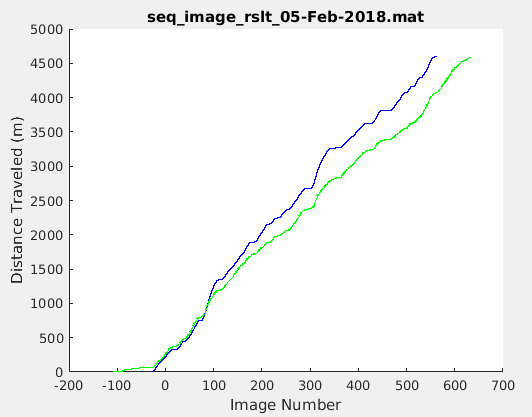 seq_image_rslt_05-Feb-2018.mat
5000
4500
4000
3500
3000
2500
2000
1500
1000
500
0
Distance Traveled (m)
-200 -100 0 100 200 300 400 500 600 700
Image Number